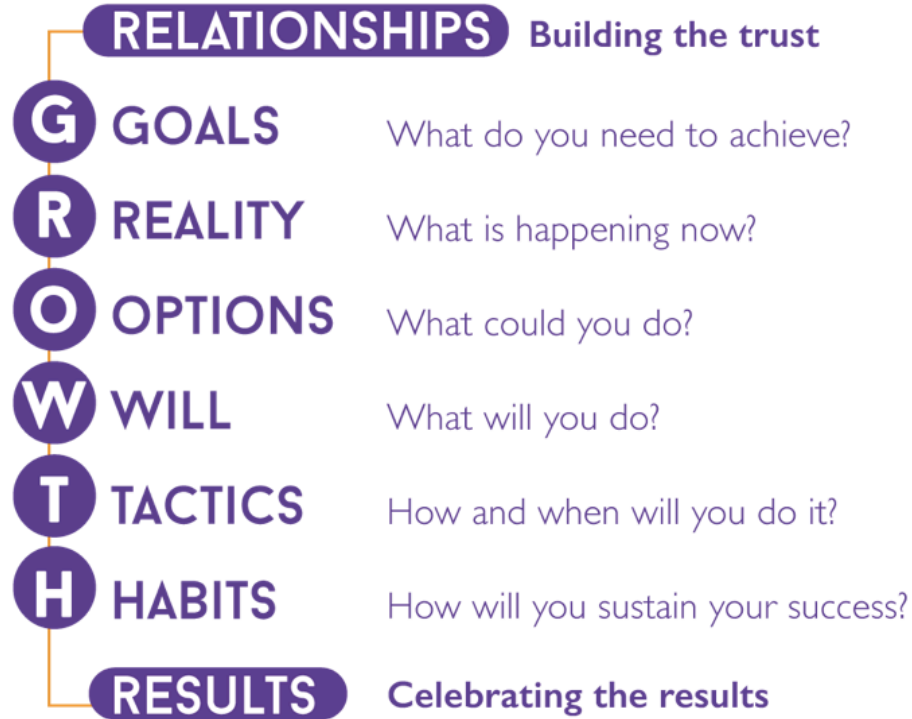 RELATIONSHIPS Building the trust
G GOALS What do you need to achieve?
R REALITY What is happening now?
O OPTIONS What could you do?
W WILL What will you do?
T TACTICS How and when will you do it?
H HABITS How will you sustain your success?
RESULTS Celebrating the results